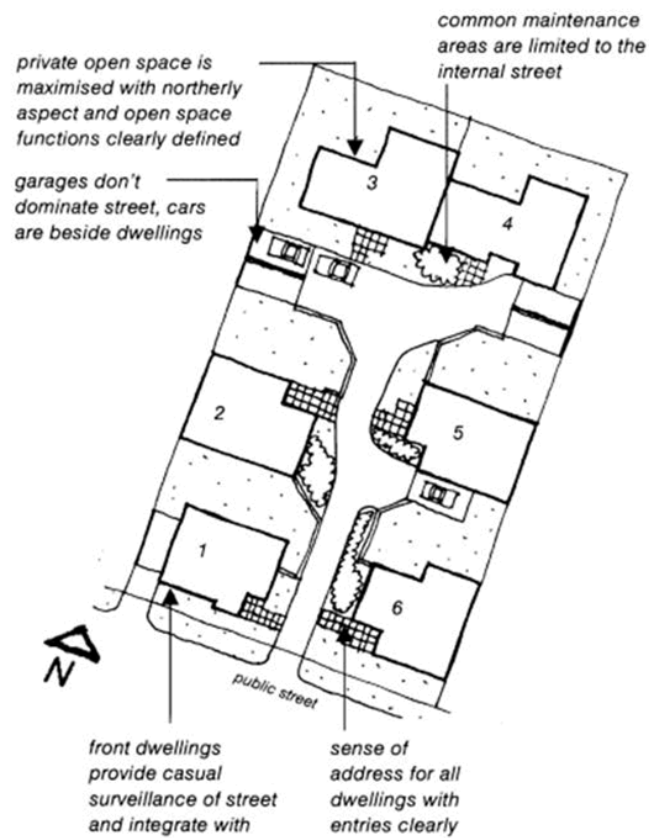 common maintenance
areas are limited to the
internal street
private open space is
maximised with northerly
aspect and open space
functions clearly defined
garages don't
dominate street, cars
are beside dwellings
3
4
2
5
1
6
N
public street
front dwellings
provide casual
surveillance of street
and integrate with
sense of
address for all
dwellings with
entries clearly